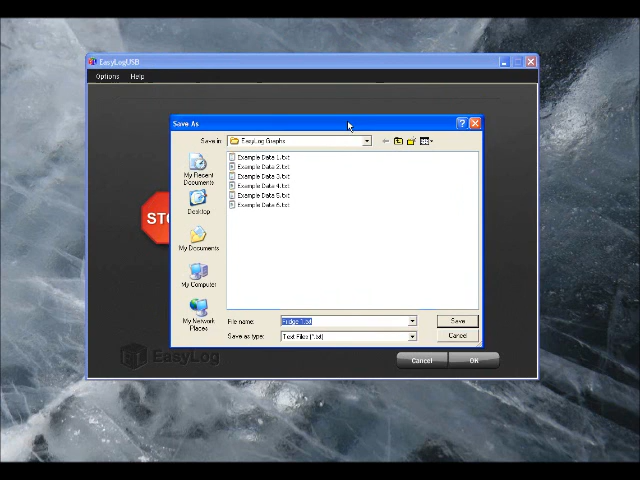 EasyLogUSB
Options Help
Save As
Save in: EasyLog Graphs
My Recent Documents
Desktop
My Documents
My Computer
My Network Places
Example Data 1.txt
Example Data 2.txt
Example Data 3.txt
Example Data 4.txt
Example Data 5.txt
Example Data 6.txt
File name: Fridge 1.txt
Save
Save as type: Text Files (*.txt)
Cancel
STO
EasyLog
Cancel OK